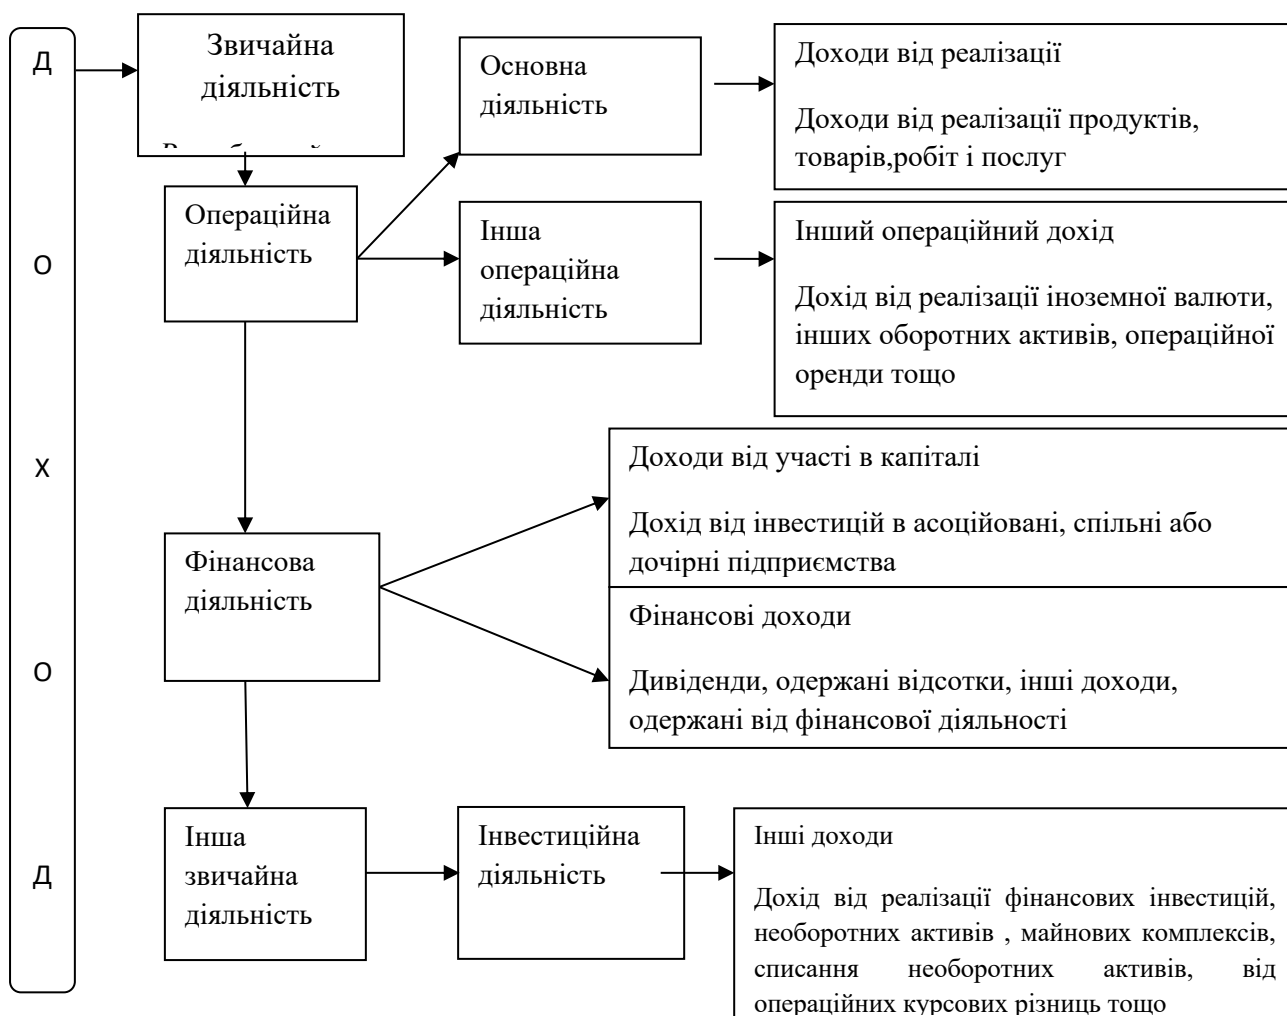 Д
О
Х
О
Д
Звичайна
діяльність
Операційна
діяльність
Основна
діяльність
Доходи від реалізації
Доходи від реалізації продуктів,
товарів,робіт і послуг
Інша
операційна
діяльність
Інший операційний дохід
Дохід від реалізації іноземної валюти,
інших оборотних активів, операційної
оренди тощо
Фінансова
діяльність
Доходи від участі в капіталі
Дохід від інвестицій в асоційовані, спільні або
дочірні підприємства
Фінансові доходи
Дивіденди, одержані відсотки, інші доходи,
одержані від фінансової діяльності
Інша
звичайна
діяльність
Інвестиційна
діяльність
Інші доходи
Дохід від реалізації фінансових інвестицій,
необоротних активів , майнових комплексів,
списання необоротних активів, від
операційних курсових різниць тощо